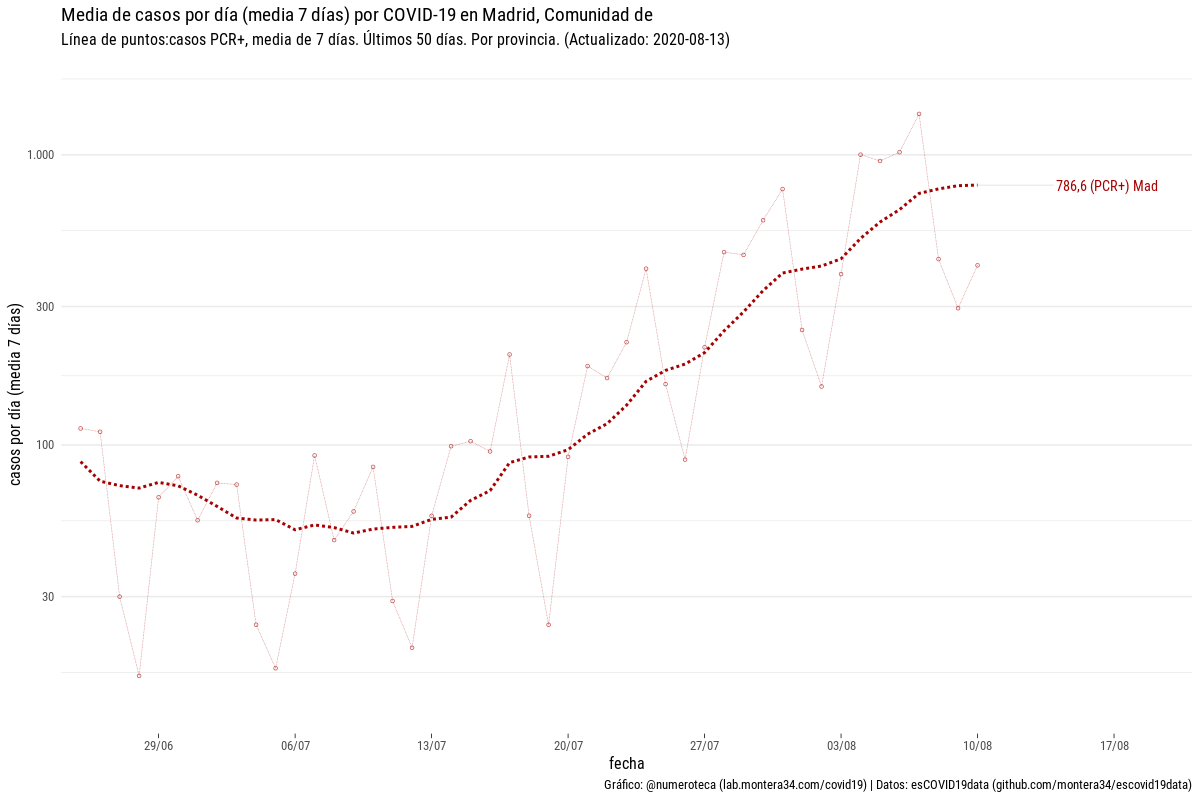 Media de casos por día (media 7 días) por COVID-19 en Madrid, Comunidad de
Línea de puntos:casos PCR+, media de 7 días. Últimos 50 días. Por provincia. (Actualizado: 2020-08-13)
casos por día (media 7 días)
1.000
300
100
30
786,6 (PCR+) Mad
29/06 06/07 13/07 20/07 27/07 03/08 10/08 17/08
fecha
Gráfico: @numeroteca (lab.montera34.com/covid19) | Datos: esCOVID19data (github.com/montera34/escovid19data)